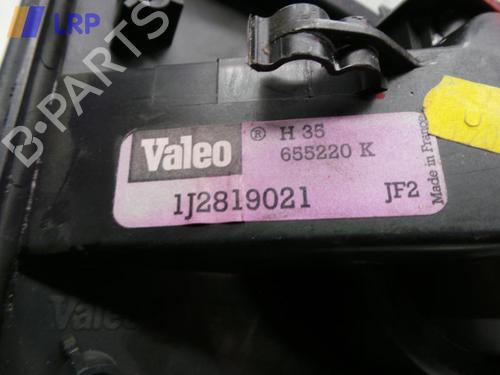 LRP
B-PARTS
Valeo
® H 35
655220 K
1J2819021
JF2
Made in France
Valeo